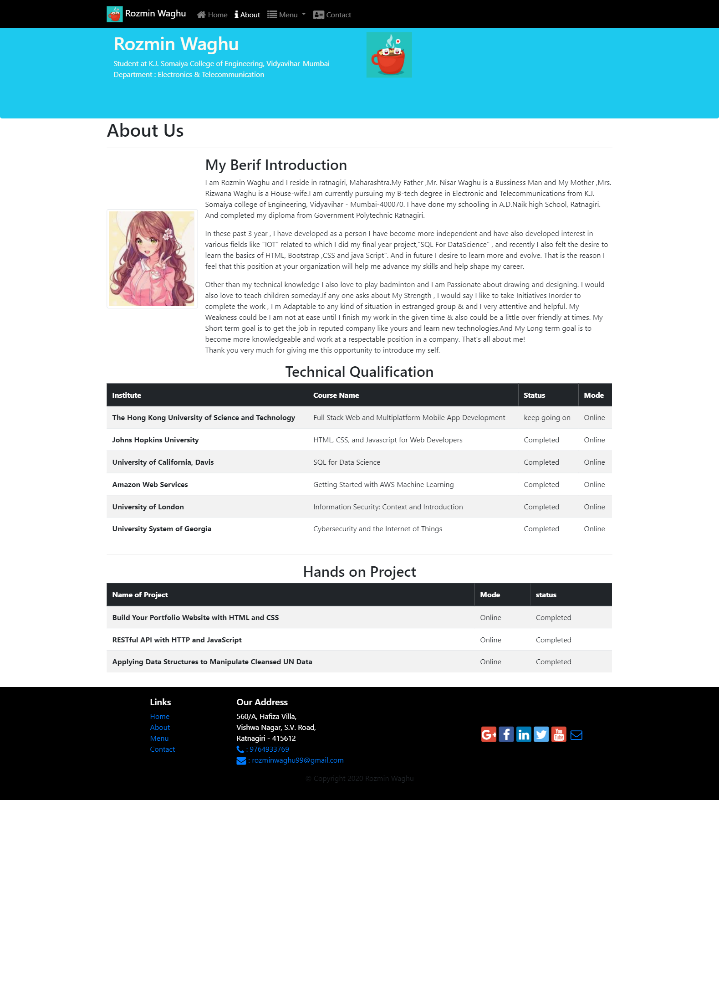 Rozmin Waghu Home About Menu Contact
Rozmin Waghu
Student at K.J. Somaiya College of Engineering, Vidyavihar-Mumbai
Department : Electronics & Telecommunication
About Us
My Berif Introduction
I am Rozmin Waghu and I reside in ratnagiri, Maharashtra.My Father ,Mr. Nisar Waghu is a Bussiness Man and My Mother ,Mrs.
Rizwana Waghu is a House-wife.I am currently pursuing my B-tech degree in Electronic and Telecommunications from K.J.
Somaiya college of Engineering, Vidyavihar - Mumbai-400070. I have done my schooling in A.D.Naik high School, Ratnagiri.
And completed my diploma from Government Polytechnic Ratnagiri.
In these past 3 year , I have developed as a person I have become more independent and have also developed interest in
various fields like “IOT” related to which I did my final year project,"SQL For DataScience" , and recently I also felt the desire to
learn the basics of HTML, Bootstrap ,CSS and java Script". And in future I desire to learn more and evolve. That is the reason I
feel that this position at your organization will help me advance my skills and help shape my career.
Other than my technical knowledge I also love to play badminton and I am Passionate about drawing and designing. I would
also love to teach children someday.If any one asks about My Strength , I would say I like to take Initiatives Inorder to
complete the work , I m Adaptable to any kind of situation in estranged group & and I very attentive and helpful. My
Weakness could be I am not at ease until I finish my work in the given time & also could be a little over friendly at times. My
Short term goal is to get the job in reputed company like yours and learn new technologies.And My Long term goal is to
become more knowledgeable and work at a respectable position in a company. That's all about me!
Thank you very much for giving me this opportunity to introduce my self.
Technical Qualification
Institute Course Name Status Mode
The Hong Kong University of Science and Technology Full Stack Web and Multiplatform Mobile App Development keep going on Online
Johns Hopkins University HTML, CSS, and Javascript for Web Developers Completed Online
University of California, Davis SQL for Data Science Completed Online
Amazon Web Services Getting Started with AWS Machine Learning Completed Online
University of London Information Security: Context and Introduction Completed Online
University System of Georgia Cybersecurity and the Internet of Things Completed Online
Hands on Project
Name of Project Mode status
Build Your Portfolio Website with HTML and CSS Online Completed
RESTful API with HTTP and JavaScript Online Completed
Applying Data Structures to Manipulate Cleansed UN Data Online Completed
Links
Home
About
Menu
Contact
Our Address
560/A, Hafiza Villa,
Vishwa Nagar, S.V. Road,
Ratnagiri - 415612
: 9764933769
: rozminwaghu99@gmail.com
G+ f in You Tube
© Copyright 2020 Rozmin Waghu